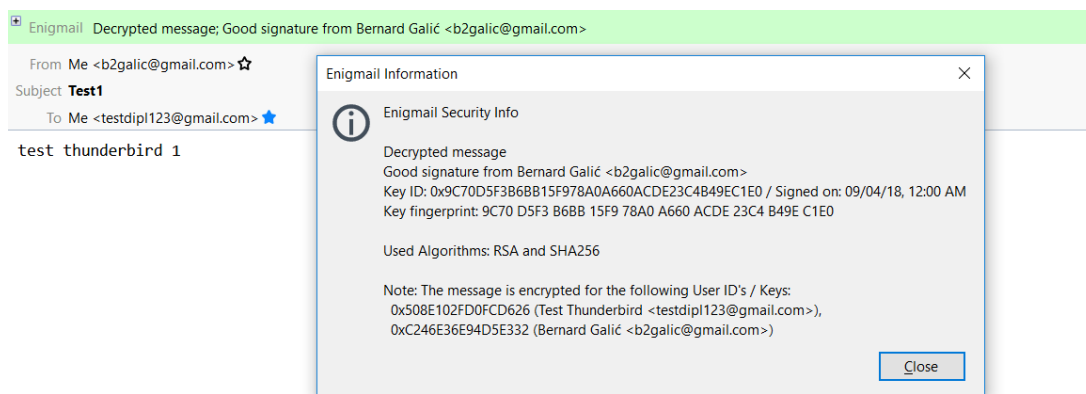 Enigmail Decrypted message; Good signature from Bernard Galić <b2galic@gmail.com>
From Me <b2galic@gmail.com>
Subject Test1
To Me <testdipl123@gmail.com>
test thunderbird 1
Enigmail Information
Enigmail Security Info
Decrypted message
Good signature from Bernard Galić <b2galic@gmail.com>
Key ID: 0x9C70D5F3B6BB15F978A0A660ACDE23C4B49EC1E0 / Signed on: 09/04/18, 12:00 AM
Key fingerprint: 9C70 D5F3 B6BB 15F9 78A0 A660 ACDE 23C4 B49E C1E0
Used Algorithms: RSA and SHA256
Note: The message is encrypted for the following User ID's / Keys:
0x508E102FD0FCD626 (Test Thunderbird <testdipl123@gmail.com>),
0xC246E36E94D5E332 (Bernard Galić <b2galic@gmail.com>)
Close